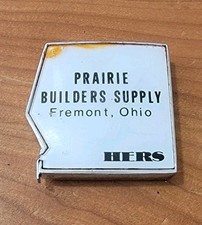 PRAIRIE
BUILDERS SUPPLY
Fremont, Ohio
HERS